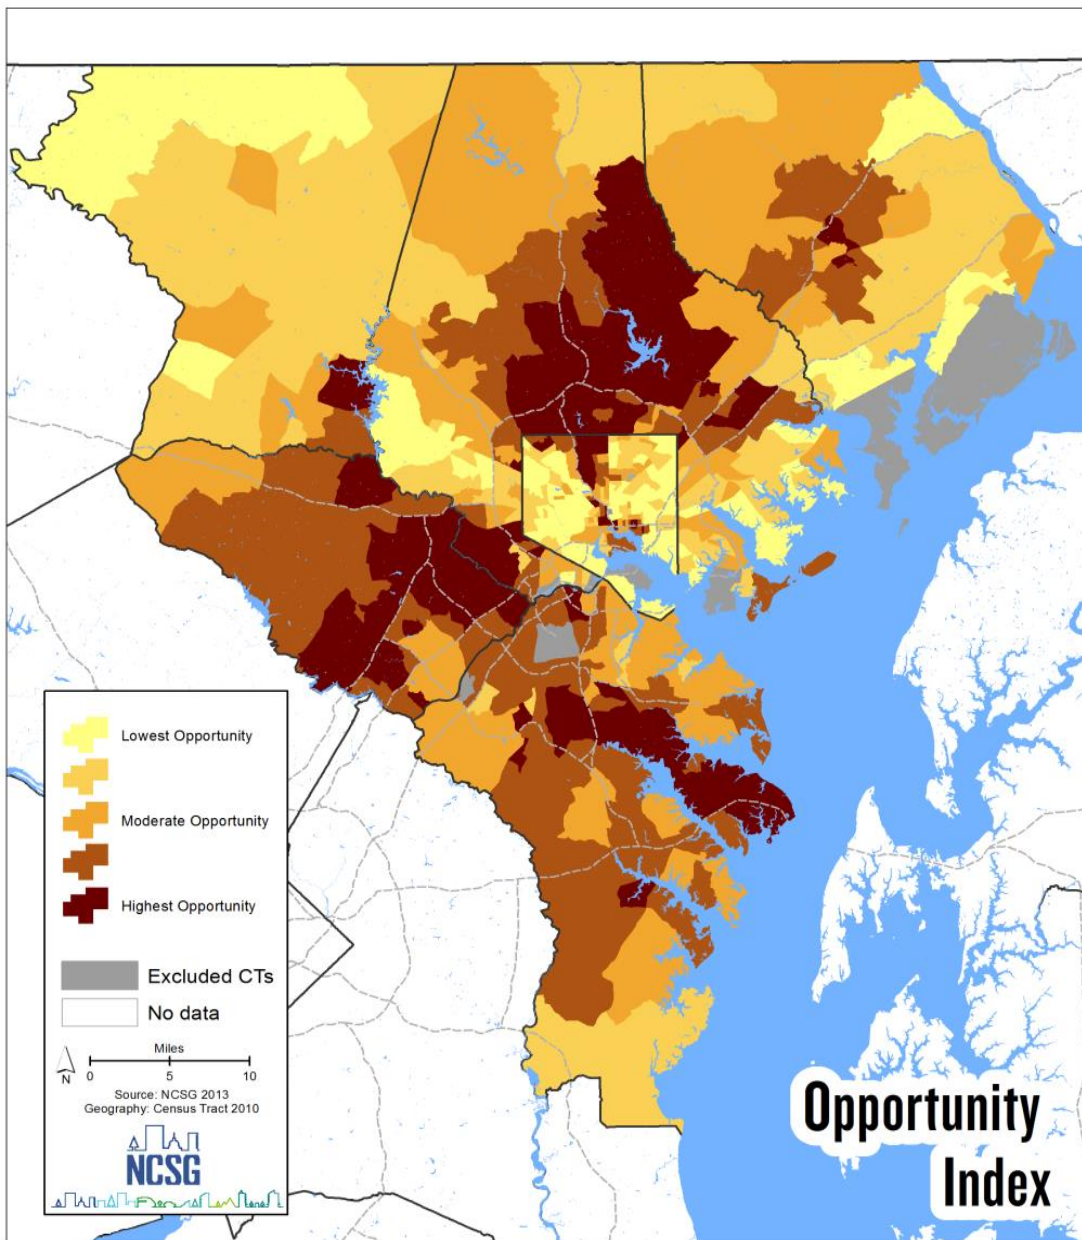 Lowest Opportunity
Moderate Opportunity
Highest Opportunity
Excluded CTs
No data
Miles
N
0 5 10
Source: NCSG 2013
Geography: Census Tract 2010
NCSG
Opportunity
Index